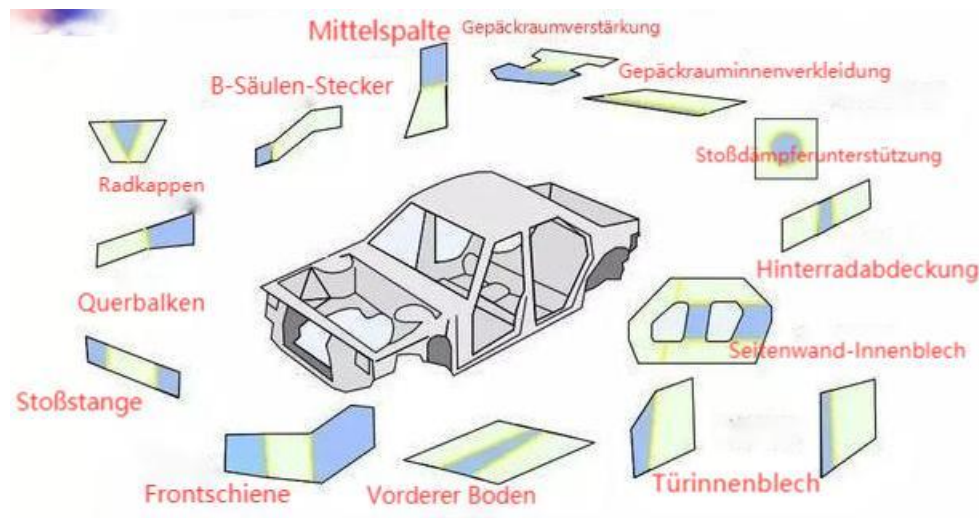 Mittelspalte
Gepäckraumverstärkung
B-Säulen-Stecker
Gepäckrauminnenverkleidung
Stoßdämpferunterstützung
Radkappen
Hinterradabdeckung
Querbalken
Seitenwand-Innenblech
Stoßstange
Frontschiene
Vorderer Boden
Türinnenblech